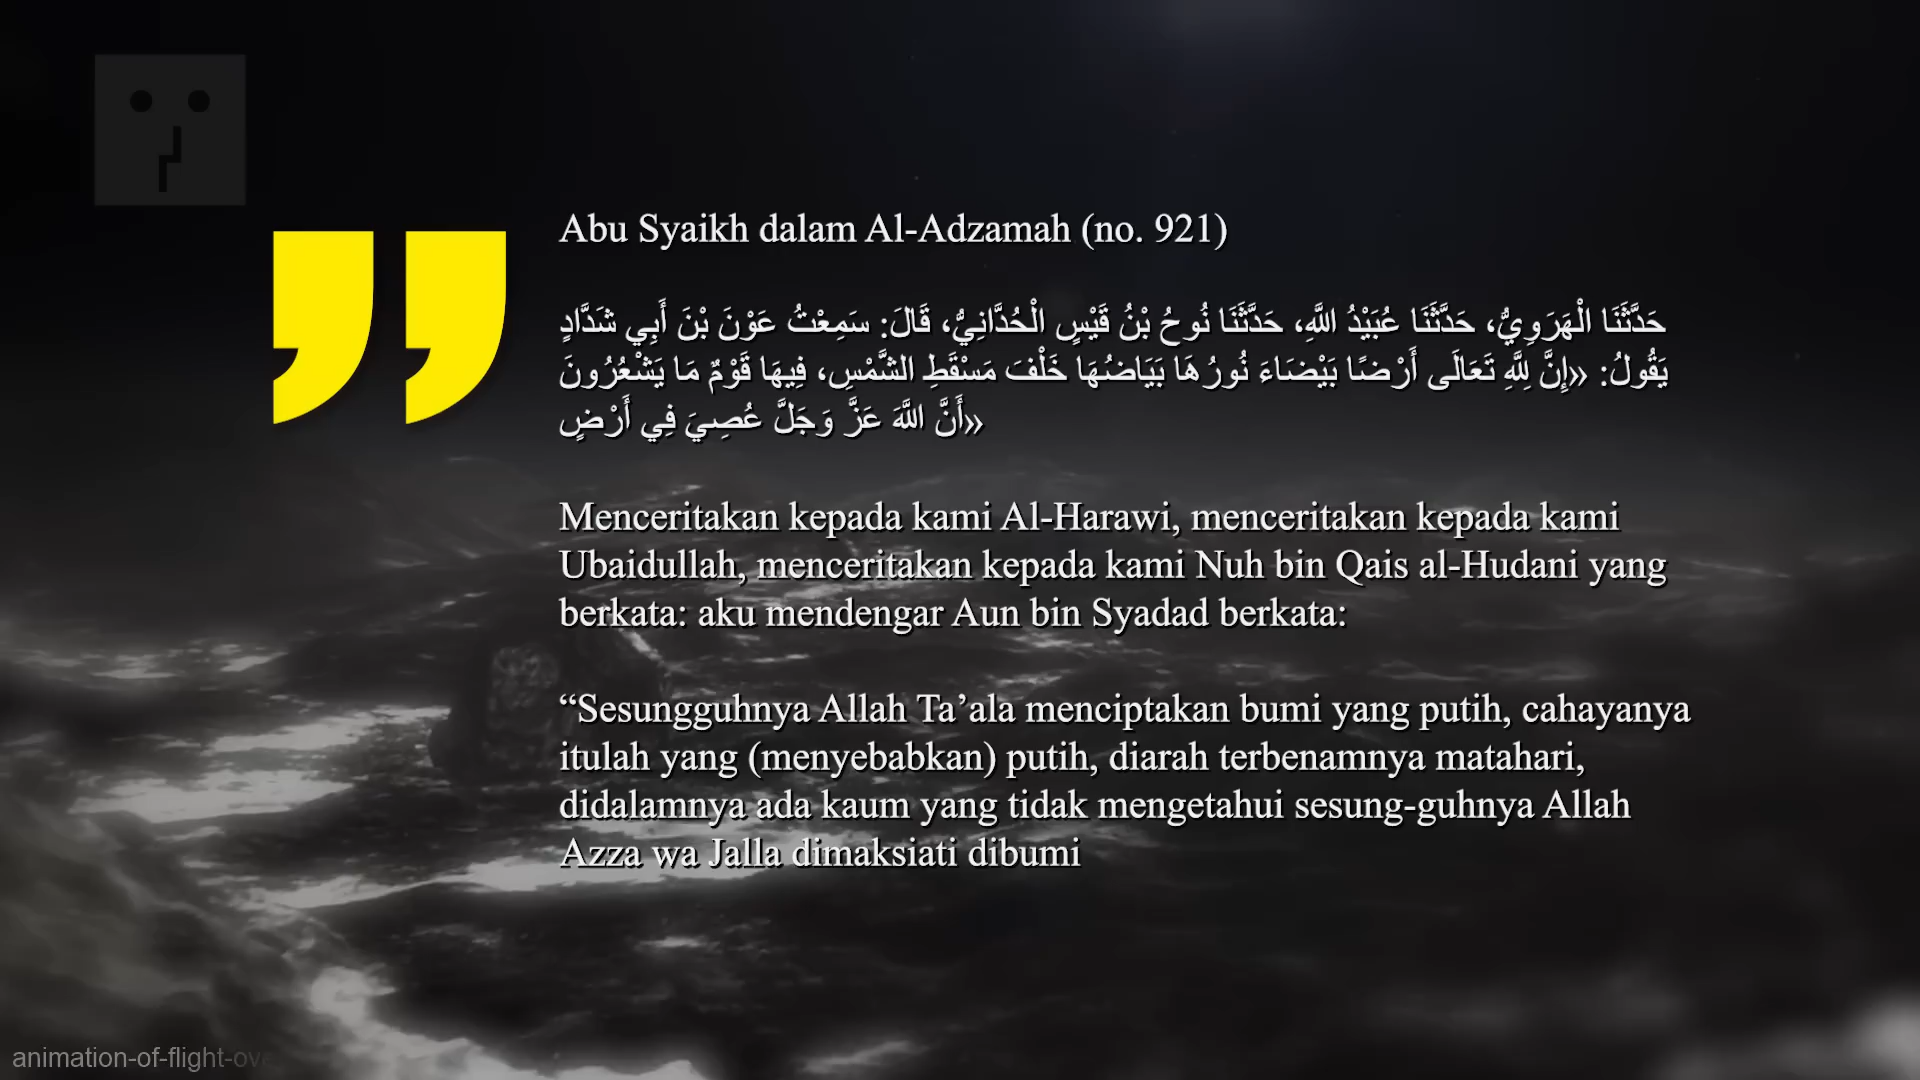 Abu Syaikh dalam Al-Adzamah (no. 921)
حَدَّثَنَا الْهَرَوِيُّ، حَدَّثَنَا عُبَيْدُ اللَّهِ، حَدَّثَنَا نُوحُ بْنُ قَيْسٍ الْحُدَّانِيُّ، قَالَ: سَمِعْتُ عَوْنَ بْنَ أَبِي شَدَّادٍ
يَقُولُ: «إِنَّ لِلَّهِ تَعَالَى أَرْضًا بَيْضَاءَ نُورُهَا بَيَاضُهَا خَلْفَ مَسْقَطِ الشَّمْسِ، فِيهَا قَوْمٌ مَا يَشْعُرُونَ
«أَنَّ اللَّهَ عَزَّ وَجَلَّ عُصِيَ فِي أَرْضٍ
Menceritakan kepada kami Al-Harawi, menceritakan kepada kami
Ubaidullah, menceritakan kepada kami Nuh bin Qais al-Hudani yang
berkata: aku mendengar Aun bin Syadad berkata:
“Sesungguhnya Allah Ta’ala menciptakan bumi yang putih, cahayanya
itulah yang (menyebabkan) putih, diarah terbenamnya matahari,
didalamnya ada kaum yang tidak mengetahui sesung-guhnya Allah
Azza wa Jalla dimaksiati dibumi
animation-of-flight-ove